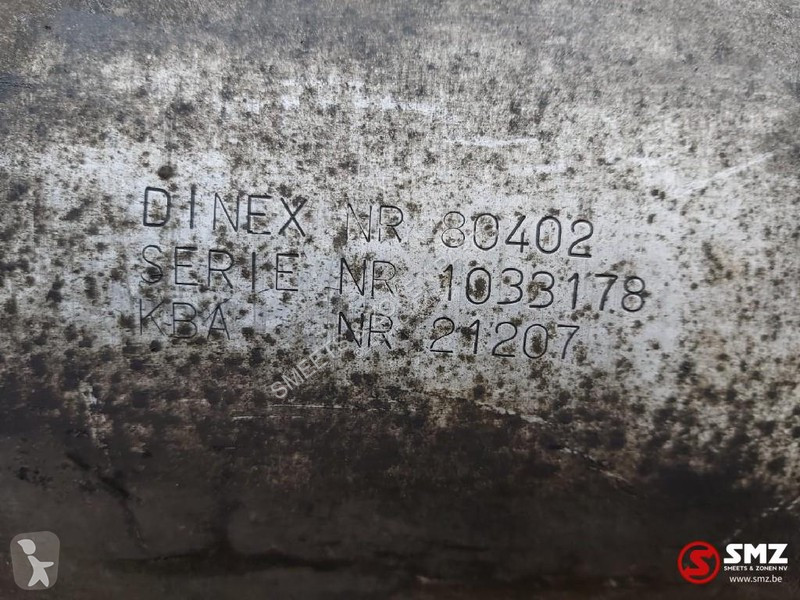 DINEX NR 80402
SERIE NR 1033178
KBA NR 21207
SMZ
SMEETS & ZONEN NV
www.smz.be